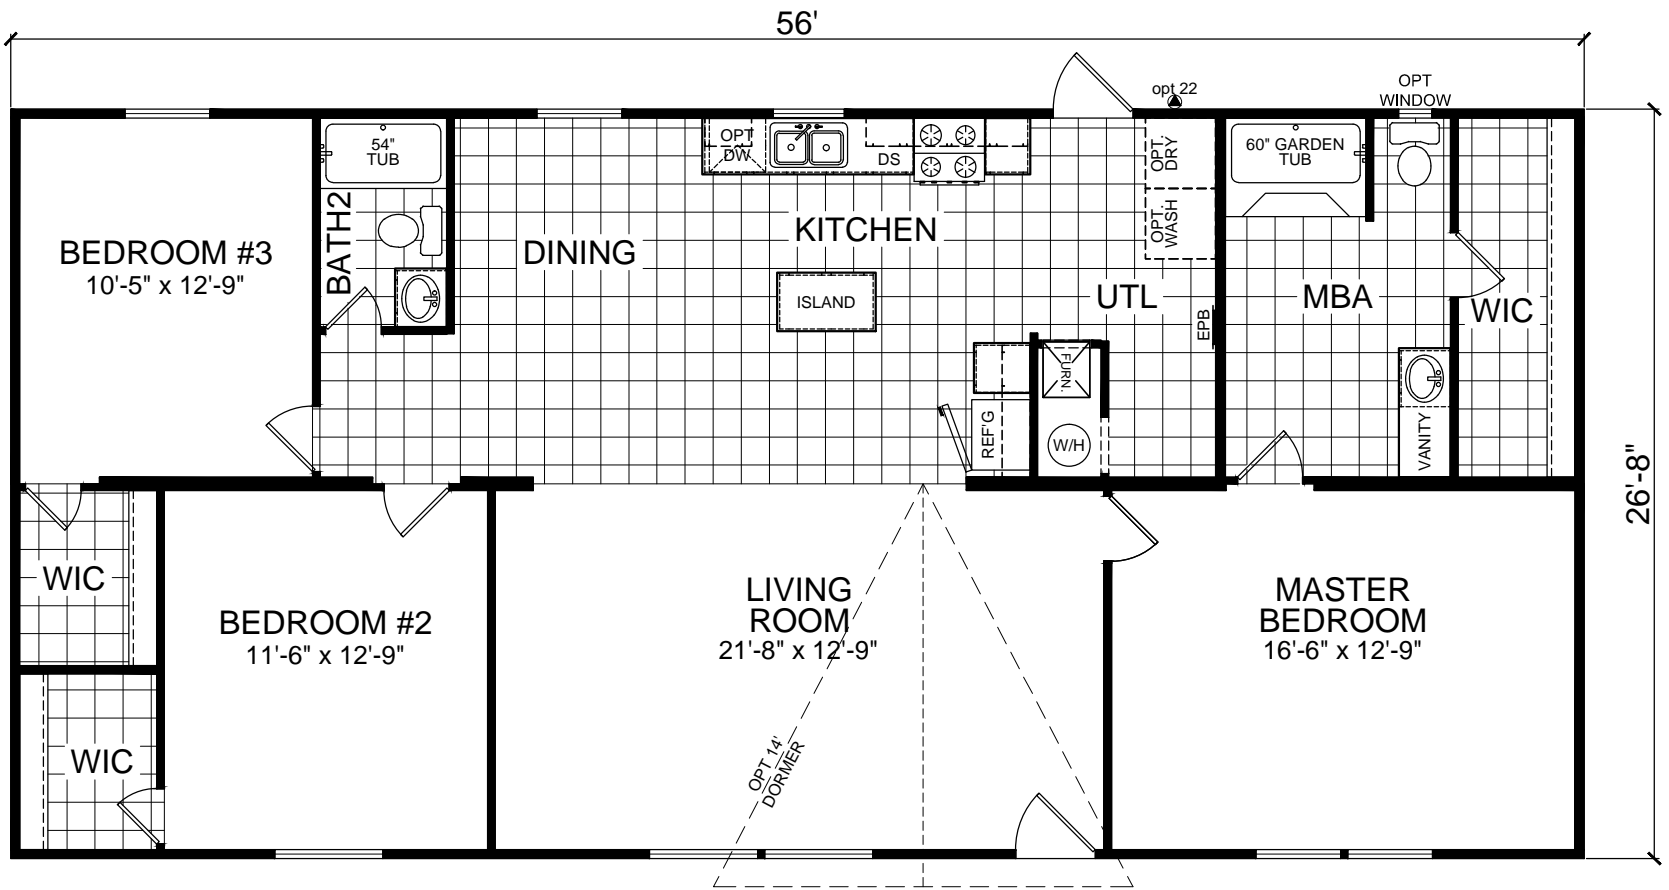 56'
opt 22
OPT
WINDOW
54"
TUB
OPT
DW
DS
OPT.
DRY
60" GARDEN
TUB
BEDROOM #3
10'-5" x 12'-9"
BATH2
DINING
KITCHEN
OPT.
WASH
ISLAND
UTL
EPB
MBA
WIC
FURN.
REF'G
W/H
VANITY
26'-8"
WIC
BEDROOM #2
11'-6" x 12'-9"
LIVING
ROOM
21'-8" x 12'-9"
MASTER
BEDROOM
16'-6" x 12'-9"
WIC
OPT 14'
DORMER